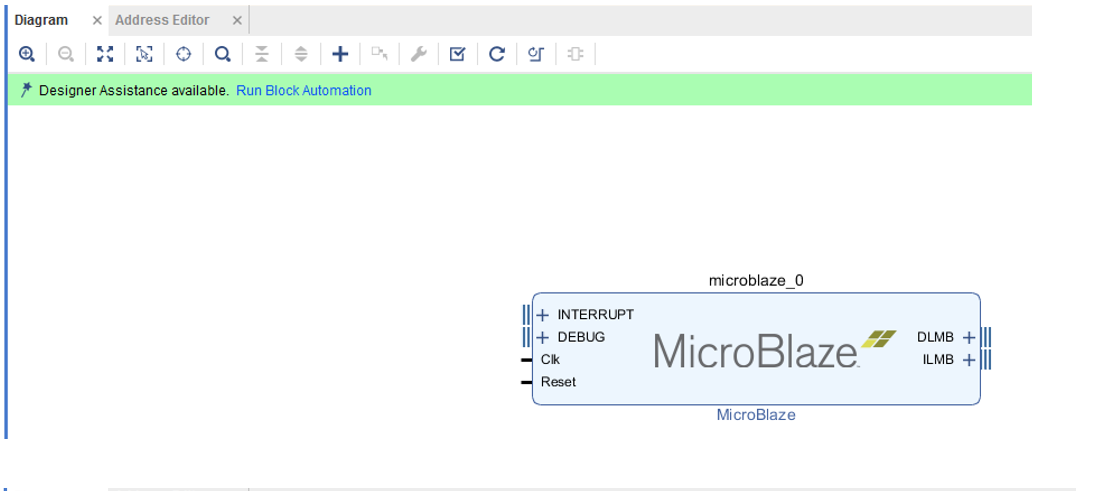 Diagram × Address Editor ×
Designer Assistance available. Run Block Automation
microblaze_0
INTERRUPT
DEBUG
Clk
Reset
MicroBlaze
DLMB
ILMB
MicroBlaze